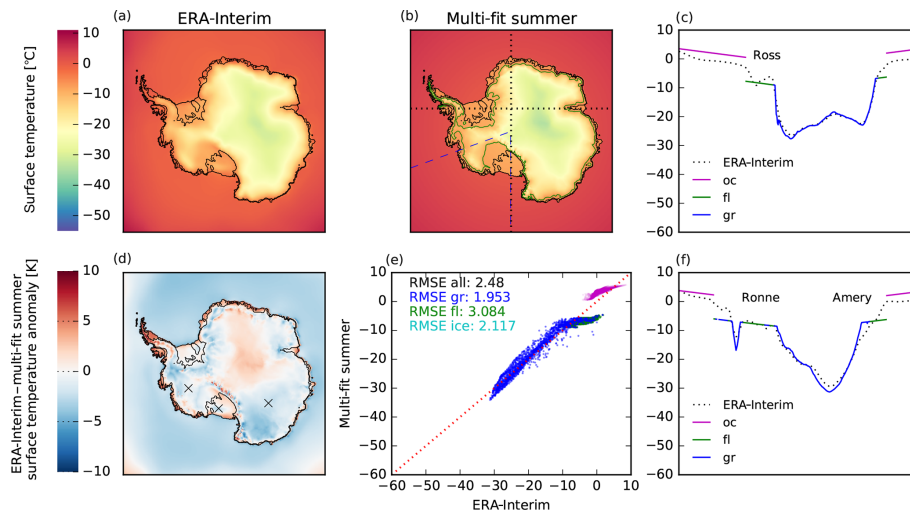 (a)
ERA-Interim
Surface temperature [°C]
10
0
−10
−20
−30
−40
−50
(b)
Multi-fit summer
(c)
10
0
−10
−20
−30
−40
−50
−60
Ross
ERA-Interim
oc
fl
gr
(d)
ERA-Interim−multi-fit summer
surface temperature anomaly [K]
10
5
0
−5
−10
(e)
Multi-fit summer
10
0
−10
−20
−30
−40
−50
−60
RMSE all: 2.48
RMSE gr: 1.953
RMSE fl: 3.084
RMSE ice: 2.117
−60
−50
−40
−30
−20
−10
0
10
ERA-Interim
(f)
10
0
−10
−20
−30
−40
−50
−60
Ronne
Amery
ERA-Interim
oc
fl
gr